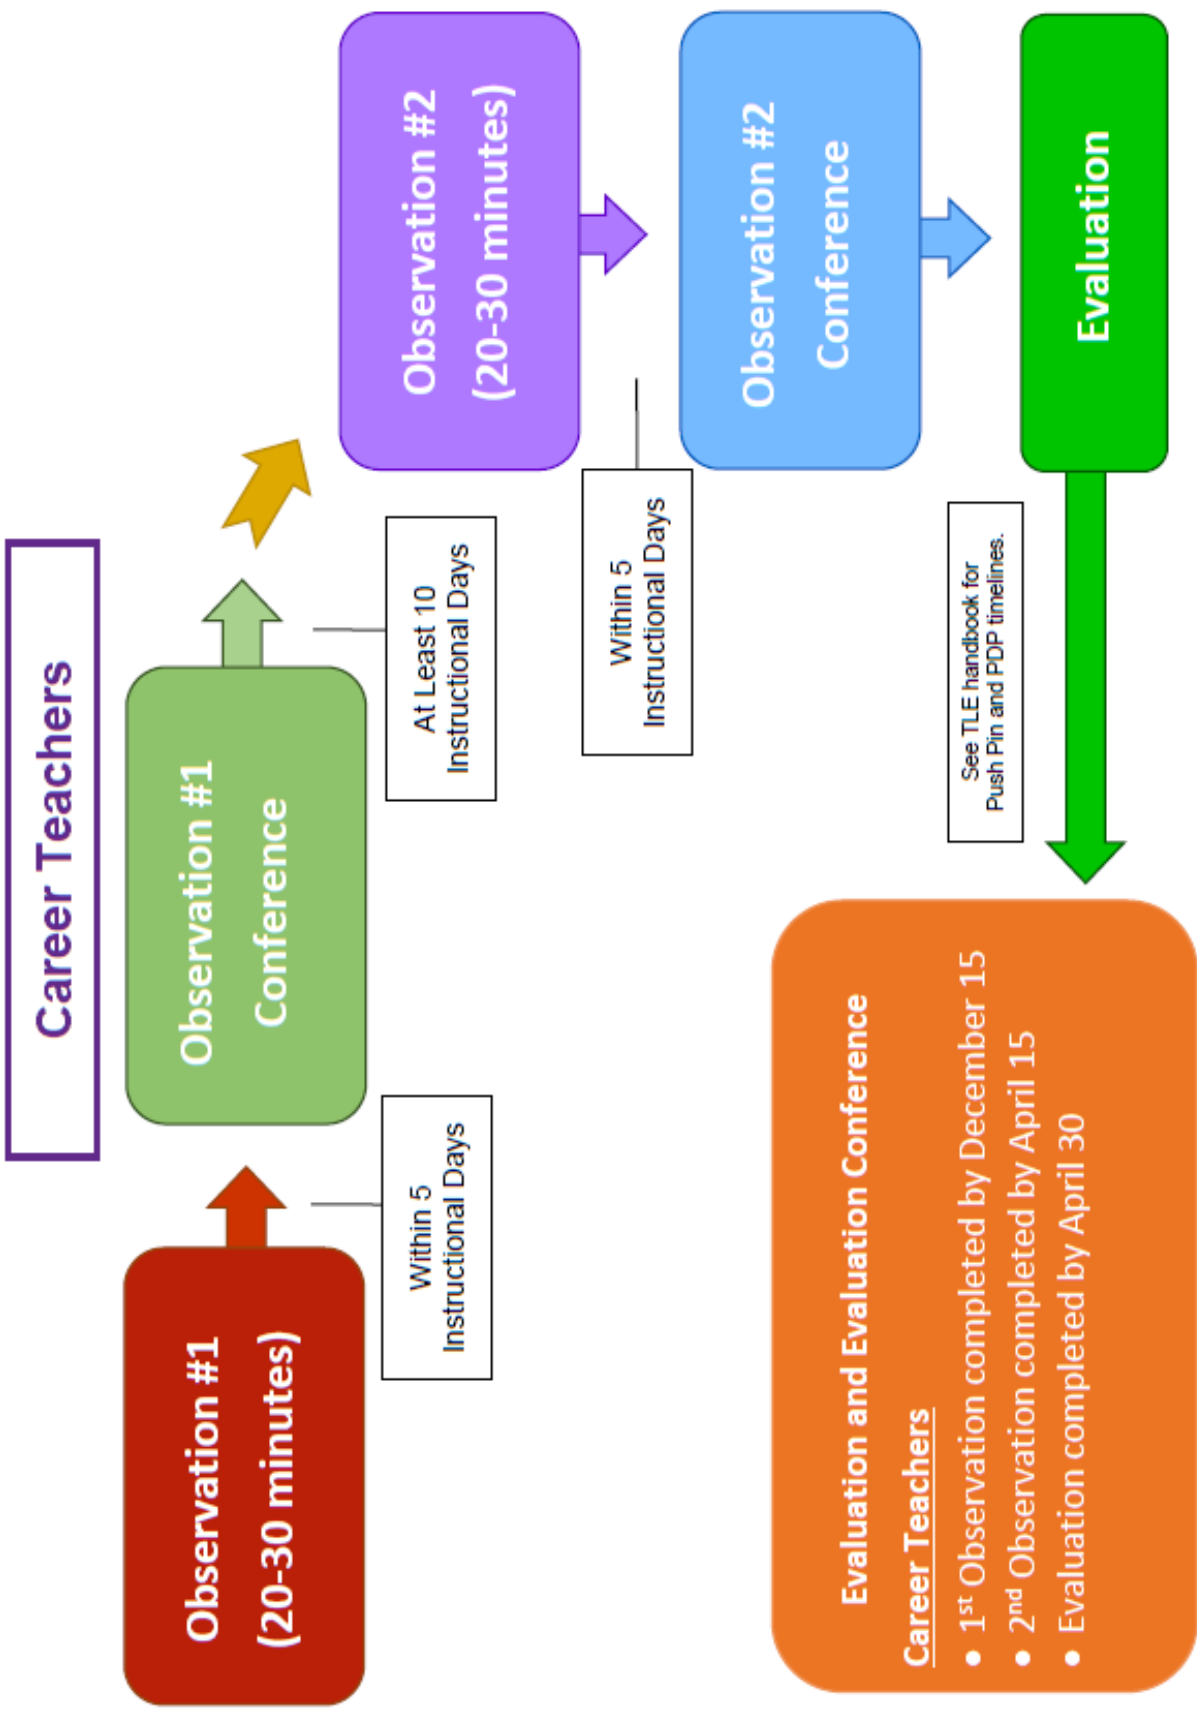 Career Teachers
Observation #1
(20-30 minutes)
Within 5
Instructional Days
Observation #1
Conference
At Least 10
Instructional Days
Observation #2
(20-30 minutes)
Within 5
Instructional Days
Observation #2
Conference
Evaluation
See TLE handbook for
Push Pin and PDP timelines.
Evaluation and Evaluation Conference
Career Teachers
• 1st Observation completed by December 15
• 2nd Observation completed by April 15
• Evaluation completed by April 30